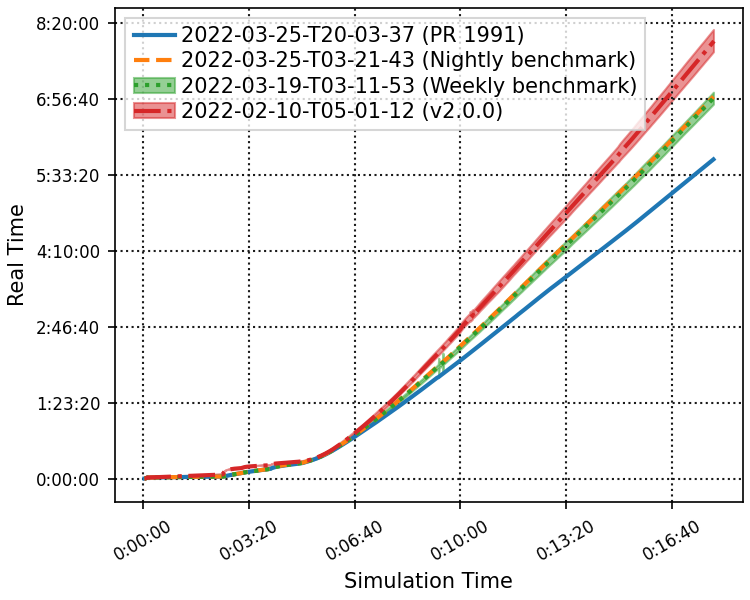 8:20:00
6:56:40
5:33:20
4:10:00
2:46:40
1:23:20
0:00:00
Real Time
2022-03-25-T20-03-37 (PR 1991)
2022-03-25-T03-21-43 (Nightly benchmark)
2022-03-19-T03-11-53 (Weekly benchmark)
2022-02-10-T05-01-12 (v2.0.0)
0:00:00
0:03:20
0:06:40
0:10:00
0:13:20
0:16:40
Simulation Time